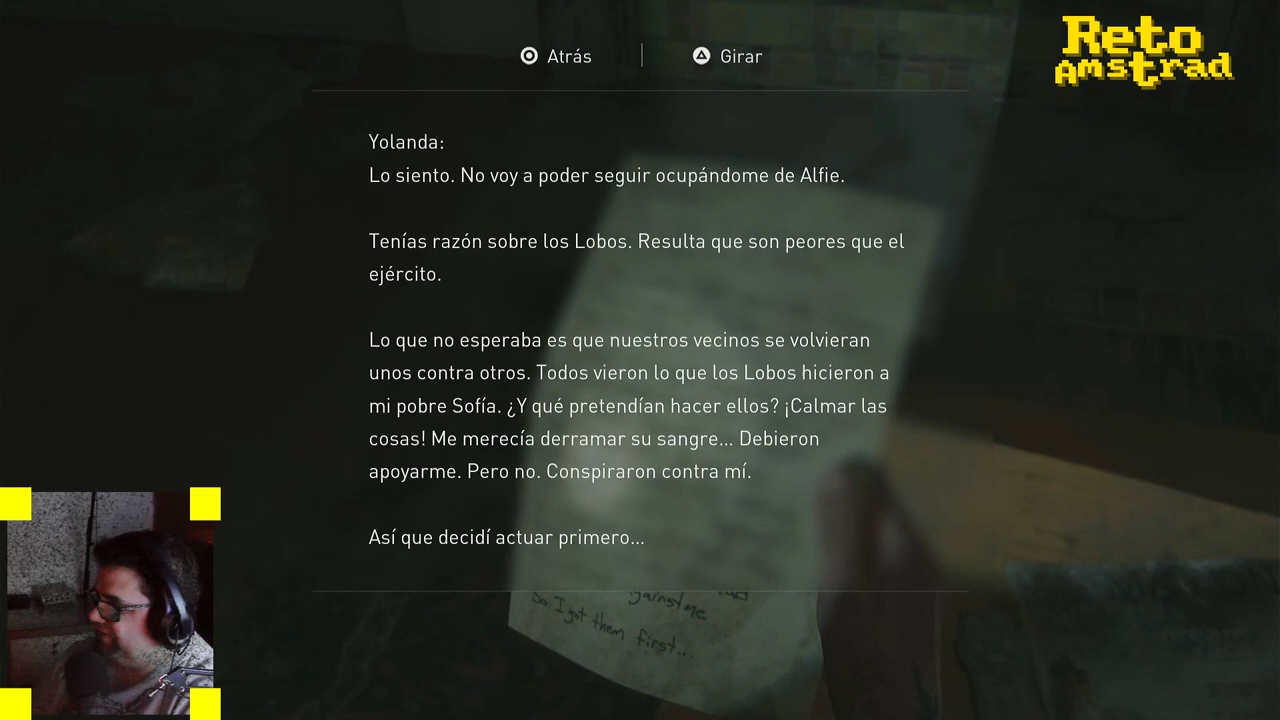 Reto
Amstrad
Atrás
Girar
Yolanda:
Lo siento. No voy a poder seguir ocupándome de Alfie.
Tenías razón sobre los Lobos. Resulta que son peores que el
ejército.
Lo que no esperaba es que nuestros vecinos se volvieran
unos contra otros. Todos vieron lo que los Lobos hicieron a
mi pobre Sofía. ¿Y qué pretendían hacer ellos? ¡Calmar las
cosas! Me merecía derramar su sangre... Debieron
apoyarme. Pero no. Conspiraron contra mí.
Así que decidí actuar primero...
So I got them first...